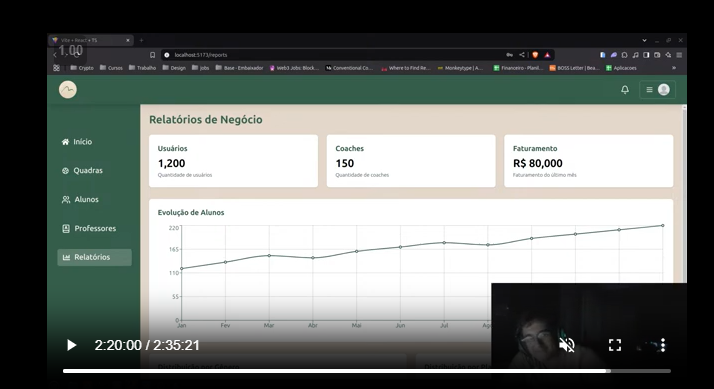 Vite + React + TS
1.00
localhost:5173/reports
Crypto Cursos Trabalho Design Jobs Base - Embaixador Web3 Jobs: Block... Conventional Co... Where to Find Re... Monkeytype | A... Financeiro - Planil... BOSS Letter | Bea... Aplicacoes
Início
Quadras
Alunos
Professores
Relatórios
Relatórios de Negócio
Usuários
1,200
Quantidade de usuários
Coaches
150
Quantidade de coaches
Faturamento
R$ 80,000
Faturamento do último mês
Evolução de Alunos
220
165
110
55
0
Jan Fev Mar Abr Mai Jun Jul
2:20:00 / 2:35:21